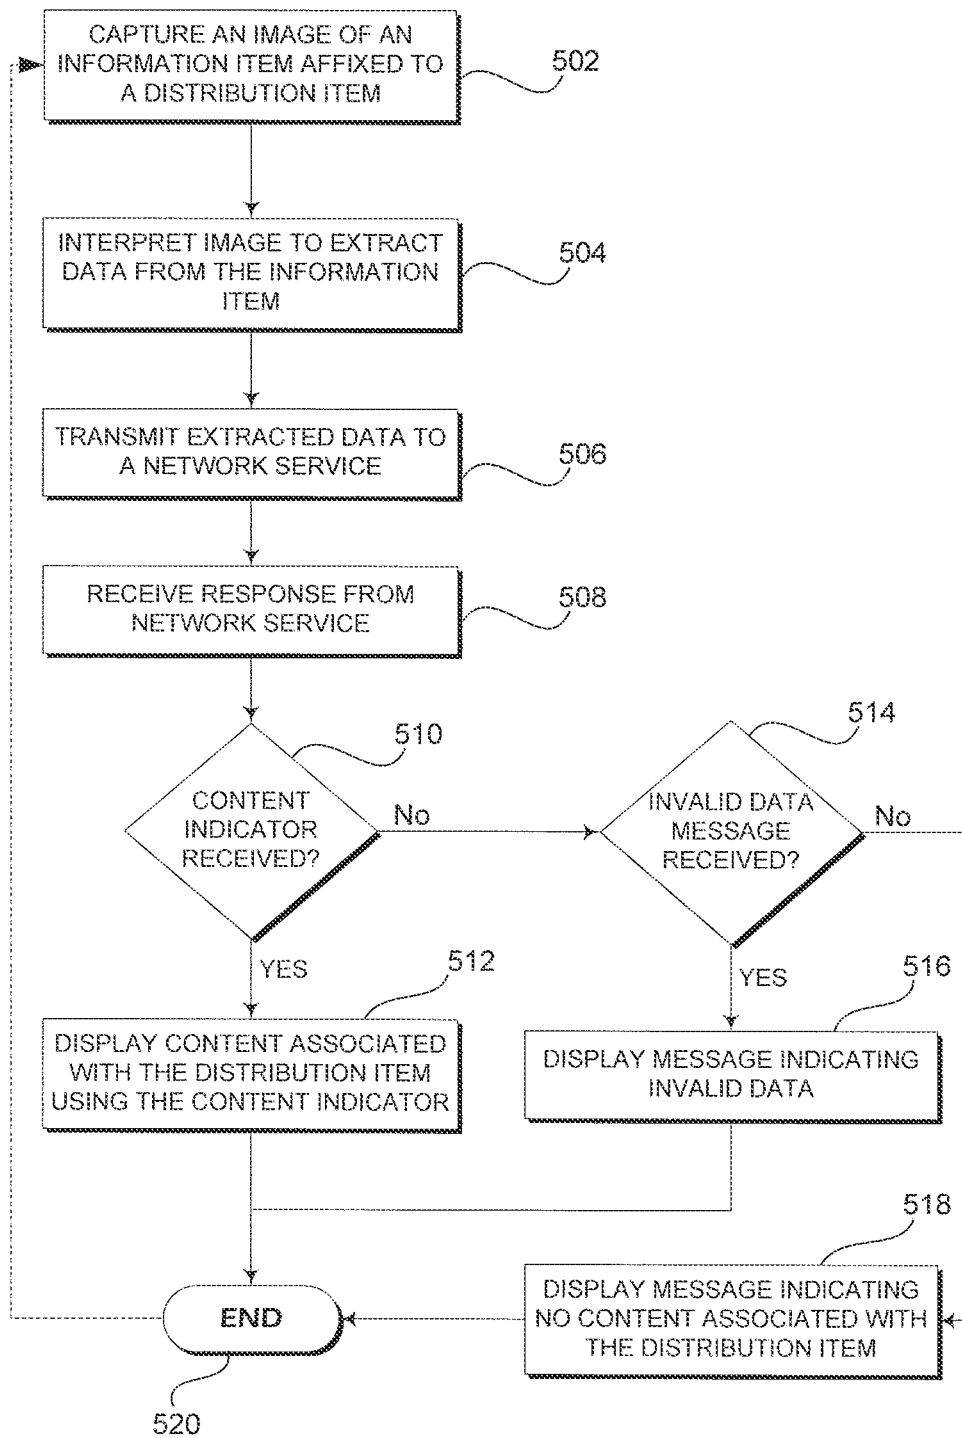 CAPTURE AN IMAGE OF AN
INFORMATION ITEM AFFIXED TO
A DISTRIBUTION ITEM
502
INTERPRET IMAGE TO EXTRACT
DATA FROM THE INFORMATION
ITEM
504
TRANSMIT EXTRACTED DATA TO
A NETWORK SERVICE
506
RECEIVE RESPONSE FROM
NETWORK SERVICE
508
510
CONTENT
INDICATOR
RECEIVED?
No
514
INVALID DATA
MESSAGE
RECEIVED?
No
YES
512
DISPLAY CONTENT ASSOCIATED
WITH THE DISTRIBUTION ITEM
USING THE CONTENT INDICATOR
YES
516
DISPLAY MESSAGE INDICATING
INVALID DATA
518
DISPLAY MESSAGE INDICATING
NO CONTENT ASSOCIATED WITH
THE DISTRIBUTION ITEM
END
520